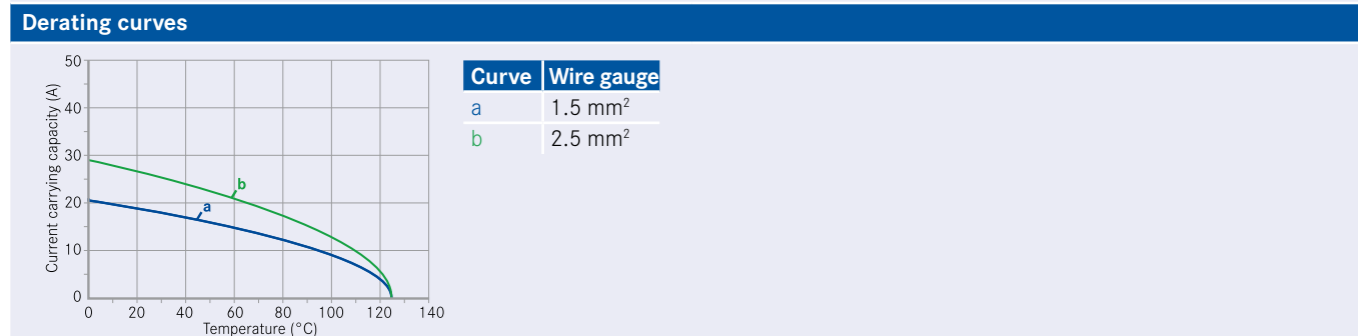 Derating curves
Current carrying capacity (A)
50
40
30
20
10
0
b
a
0 20 40 60 80 100 120 140
Temperature (°C)
Curve Wire gauge
a 1.5 mm²
b 2.5 mm²